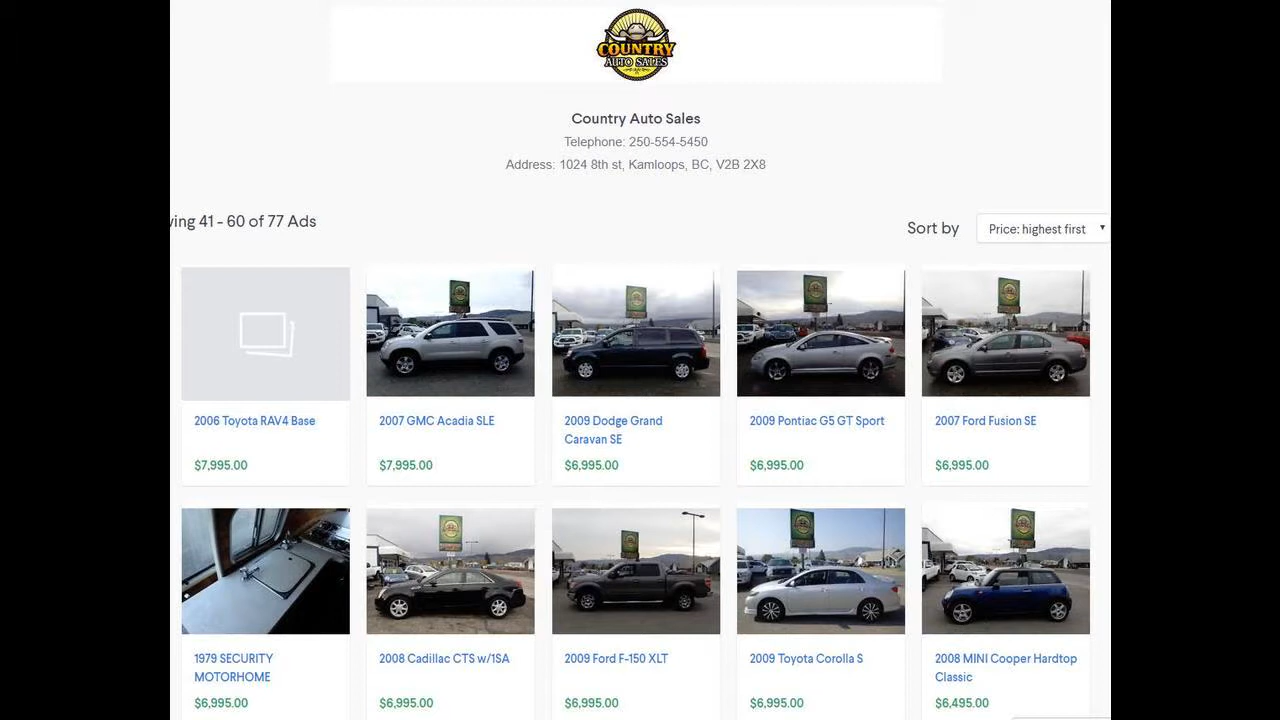 COUNTRY
AUTO SALES
Country Auto Sales
Telephone: 250-554-5450
Address: 1024 8th st, Kamloops, BC, V2B 2X8
wing 41 - 60 of 77 Ads
Sort by
Price: highest first
2006 Toyota RAV4 Base
$7,995.00
2007 GMC Acadia SLE
$7,995.00
2009 Dodge Grand
Caravan SE
$6,995.00
2009 Pontiac G5 GT Sport
$6,995.00
2007 Ford Fusion SE
$6,995.00
1979 SECURITY
MOTORHOME
$6,995.00
2008 Cadillac CTS w/1SA
$6,995.00
2009 Ford F-150 XLT
$6,995.00
2009 Toyota Corolla S
$6,995.00
2008 MINI Cooper Hardtop
Classic
$6,495.00